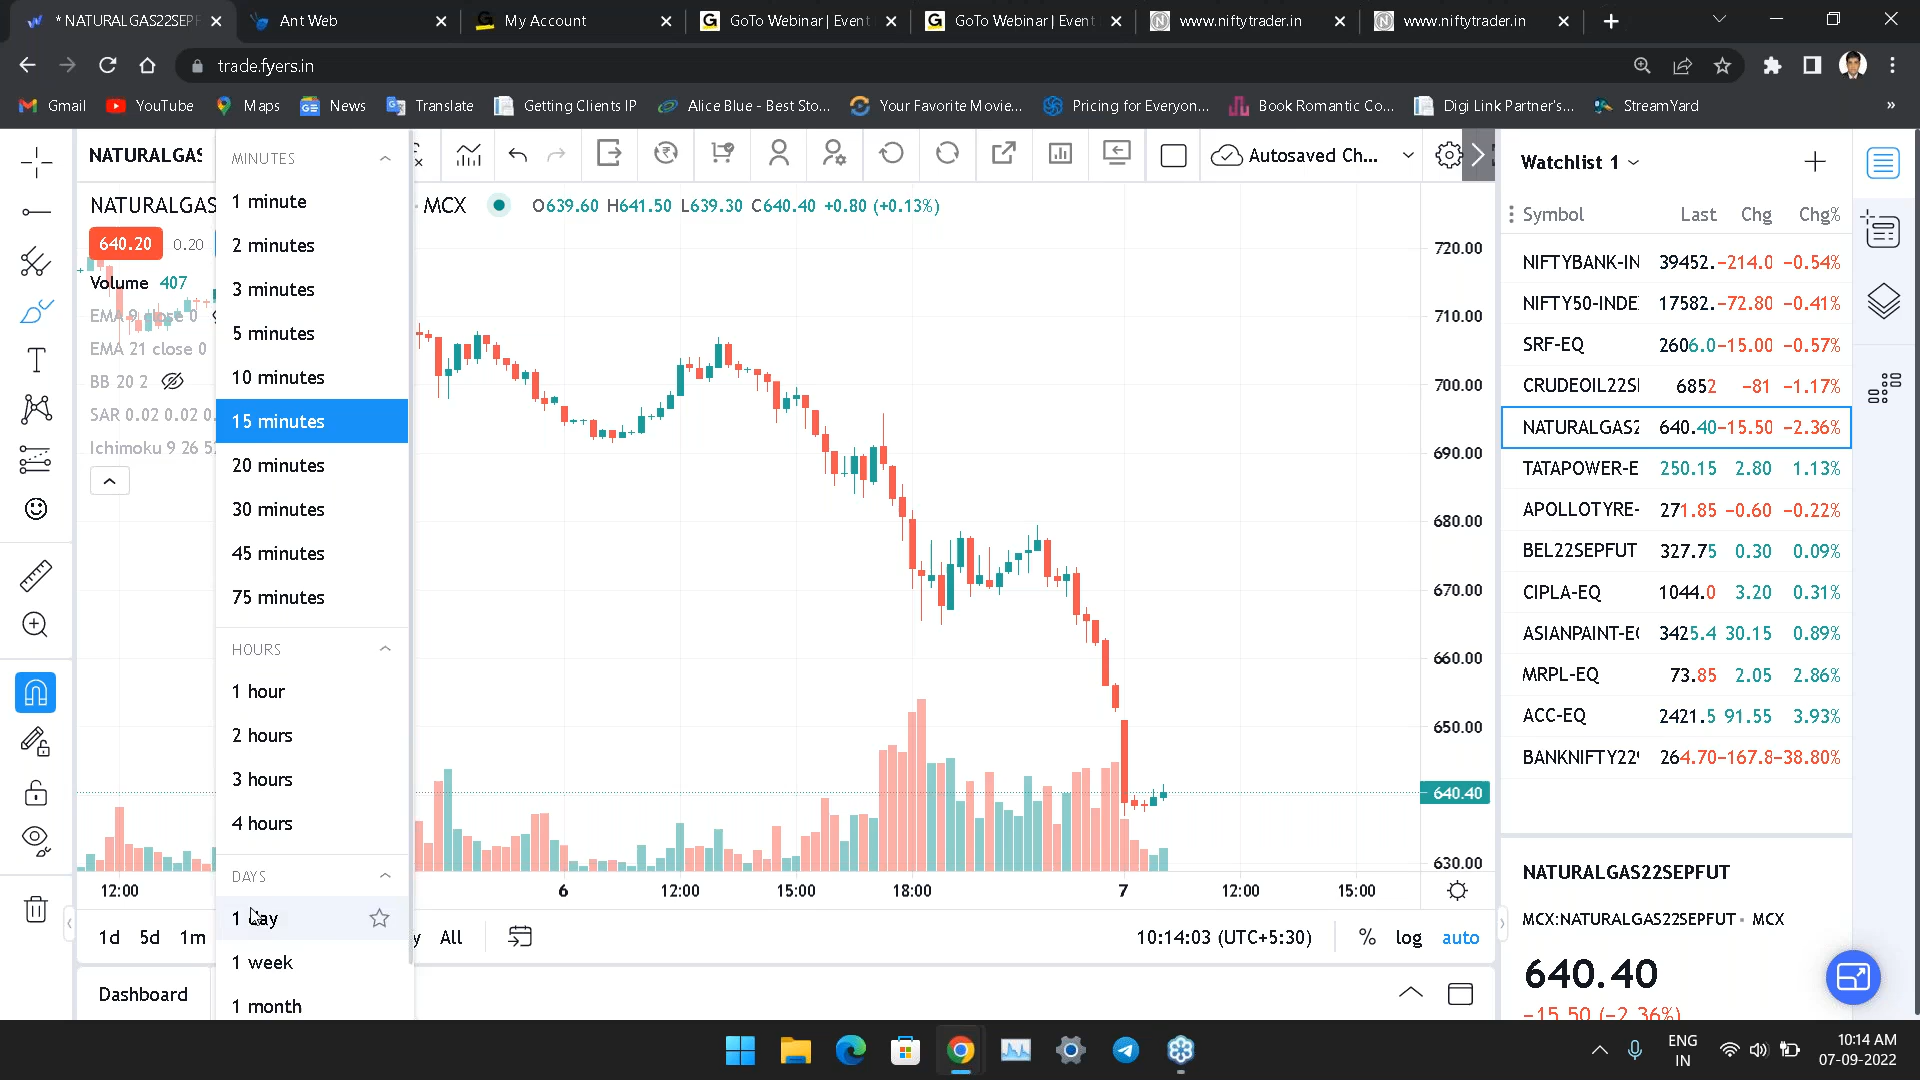 * NATURALGAS22SEPF
Ant Web
My Account
GoTo Webinar | Event
GoTo Webinar | Event
www.niftytrader.in
www.niftytrader.in
trade.fyers.in
Gmail
YouTube
Maps
News
Translate
Getting Clients IP
Alice Blue - Best Sto...
Your Favorite Movie...
Pricing for Everyon...
Book Romantic Co...
Digi Link Partner's...
StreamYard
NATURALGAS
Autosaved Ch...
NATURALGAS
MCX
O639.60 H641.50 L639.30 C640.40 +0.80 (+0.13%)
640.20
0.20
Volume 407
EMA 9 close 0
EMA 21 close 0
BB 20 2
SAR 0.02 0.02 0.
Ichimoku 9 26 52
MINUTES
1 minute
2 minutes
3 minutes
5 minutes
10 minutes
15 minutes
20 minutes
30 minutes
45 minutes
75 minutes
HOURS
1 hour
2 hours
3 hours
4 hours
DAYS
1 day
1 week
1 month
720.00
710.00
700.00
690.00
680.00
670.00
660.00
650.00
640.40
630.00
12:00
6
12:00
15:00
18:00
7
12:00
15:00
1d 5d 1m
y All
10:14:03 (UTC+5:30)
% log auto
Dashboard
Watchlist 1
Symbol Last Chg Chg%
NIFTYBANK-IN 39452. -214.0 -0.54%
NIFTY50-INDE 17582. -72.80 -0.41%
SRF-EQ 2606.0 -15.00 -0.57%
CRUDEOIL22SI 6852 -81 -1.17%
NATURALGAS2 640.40 -15.50 -2.36%
TATAPOWER-E 250.15 2.80 1.13%
APOLLOTYRE- 271.85 -0.60 -0.22%
BEL22SEPFUT 327.75 0.30 0.09%
CIPLA-EQ 1044.0 3.20 0.31%
ASIANPAINT-E 3425.4 30.15 0.89%
MRPL-EQ 73.85 2.05 2.86%
ACC-EQ 2421.5 91.55 3.93%
BANKNIFTY22 264.70 -167.8 -38.80%
NATURALGAS22SEPFUT
MCX:NATURALGAS22SEPFUT • MCX
640.40
-15.50 (-2.36%)
ENG
IN
10:14 AM
07-09-2022